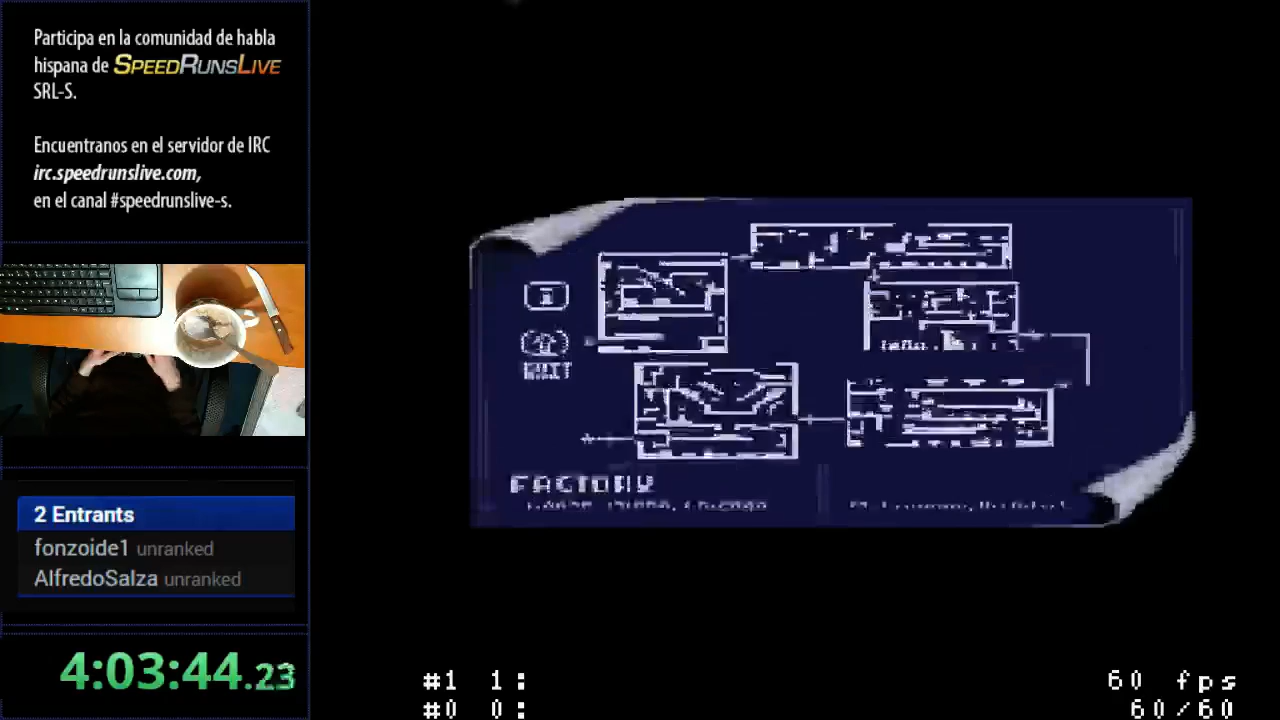 Participa en la comunidad de habla
hispana de SPEEDRUNSLIVE
SRL-S.
Encuentranos en el servidor de IRC
irc.speedrunslive.com,
en el canal #speedrunslive-s.
2 Entrants
fonzoide1 unranked
AlfredoSalza unranked
4:03:44.23
EXIT
FACTORY
#1 1:
#0 0:
60 fps
60/60